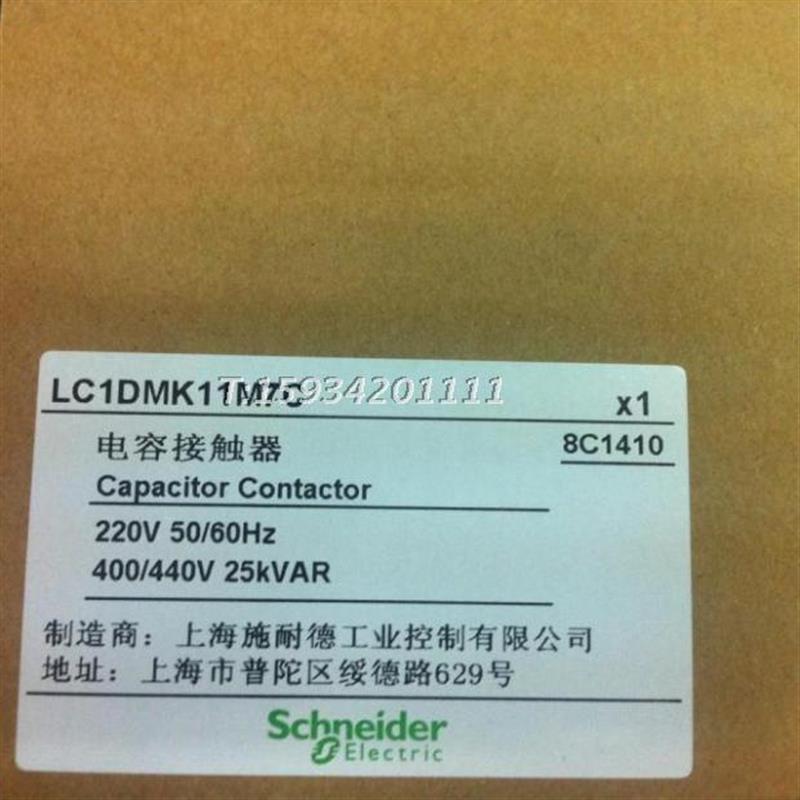 LC1DMK11M7C
T:15934201111
x1
电容接触器
8C1410
Capacitor Contactor
220V 50/60Hz
400/440V 25kVAR
制造商：上海施耐德工业控制有限公司
地址：上海市普陀区绥德路629号
Schneider
Electric